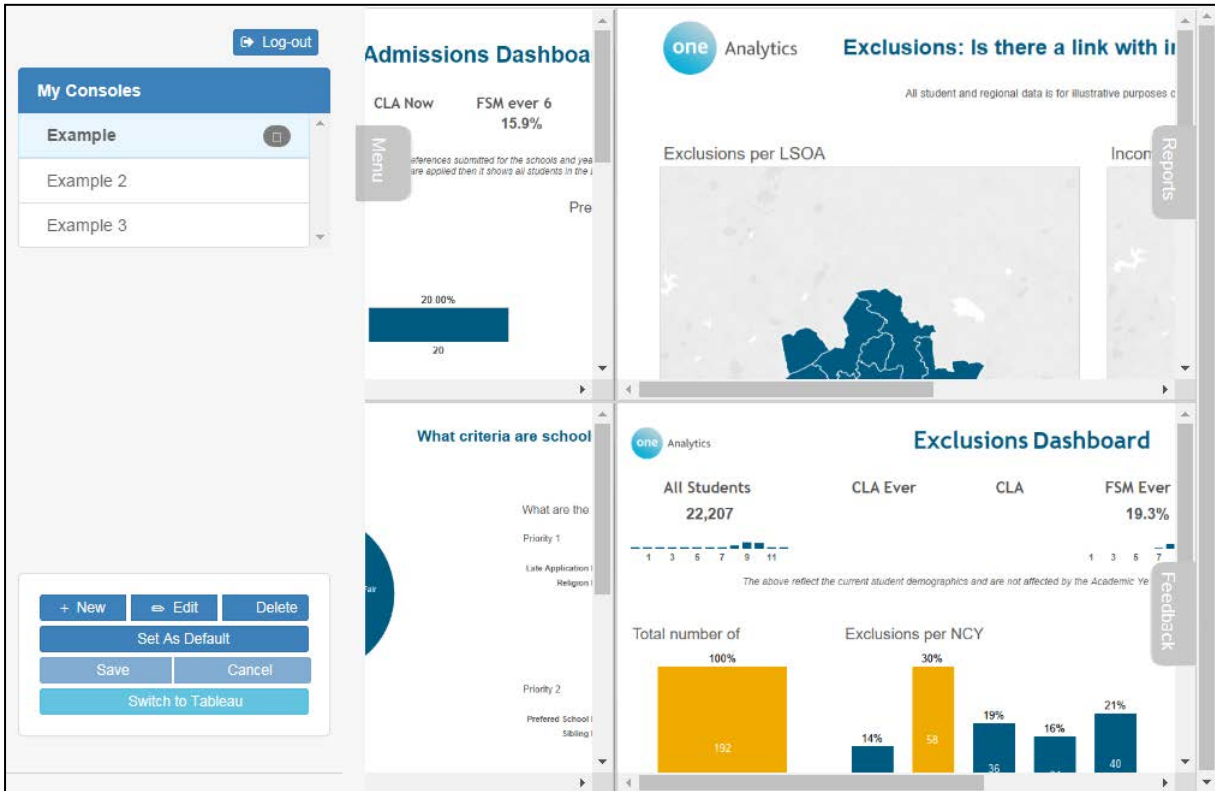 Log-out
My Consoles
Example
Example 2
Example 3
+ New
Edit
Delete
Set As Default
Save
Cancel
Switch to Tableau
Menu
Admissions Dashboa
CLA Now FSM ever 6
15.9%
eferences submitted for the schools and yea
are applied then it shows all students in the
Pre
20.00%
20
one Analytics
Exclusions: Is there a link with i
All student and regional data is for illustrative purposes
Exclusions per LSOA
Incom
Reports
What criteria are school
What are the
Priority 1
Late Application
Religion
Fair
Priority 2
Prefered School
Sibling
one Analytics
Exclusions Dashboard
All Students CLA Ever CLA FSM Ever
22,207 19.3%
1 3 5 7 9 11
1 3 5 7
The above reflect the current student demographics and are not affected by the Academic Ye
Feedback
Total number of
100%
192
Exclusions per NCY
14%
30%
58
19%
36
16%
21%
40